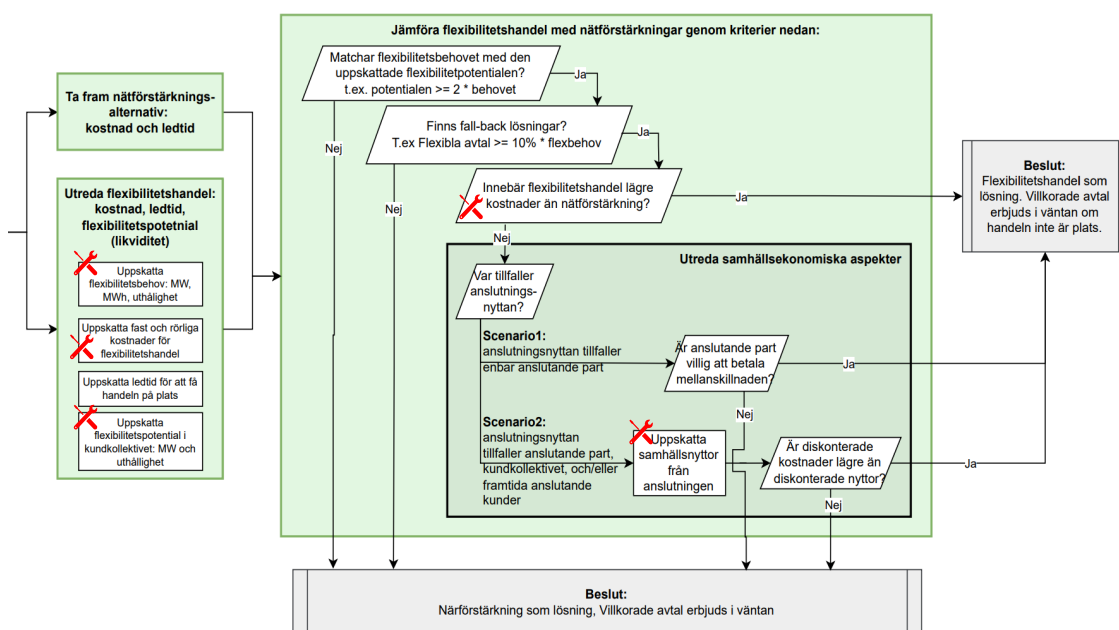 Jämföra flexibilitetshandel med nätförstärkningar genom kriterier nedan:
Matchar flexibilitetsbehovet med den
uppskattade flexibilitetpotentialen?
t.ex. potentialen >= 2 * behovet
Ja
Nej
Finns fall-back lösningar?
T.ex Flexibla avtal >= 10% * flexbehov
Ja
Nej
Innebär flexibilitetshandel lägre
kostnader än nätförstärkning?
Ja
Nej
Ta fram nätförstärknings-
alternativ:
kostnad och ledtid
Utreda flexibilitetshandel:
kostnad, ledtid,
flexibilitetspotnial
(likviditet)
Uppskatta
flexibilitetsbehov: MW,
MWh, uthålighet
Uppskatta fast och rörliga
kostnader för
flexibilitetshandel
Uppskatta ledtid för att få
handeln på plats
Uppskatta
flexibilitetspotential i
kundkollektivet: MW och
uthållighet
Utreda samhällsekonomiska aspekter
Var tillfaller
anslutnings-
nyttan?
Scenario1:
anslutningsnyttan tillfaller
enbar anslutande part
Är anslutande part
villig att betala
mellanskillnaden?
Ja
Nej
Scenario2:
anslutningsnyttan
tillfaller anslutande part,
kundkollektivet, och/eller
framtida anslutande
kunder
Uppskatta
samhällsnyttor
från
anslutningen
Är diskonterade
kostnader lägre än
diskonterade nyttor?
Ja
Nej
Beslut:
Flexibilitetshandel som
lösning. Villkorade avtal
erbjuds i väntan om
handeln inte är plats.
Beslut:
Närförstärkning som lösning, Villkorade avtal erbjuds i väntan